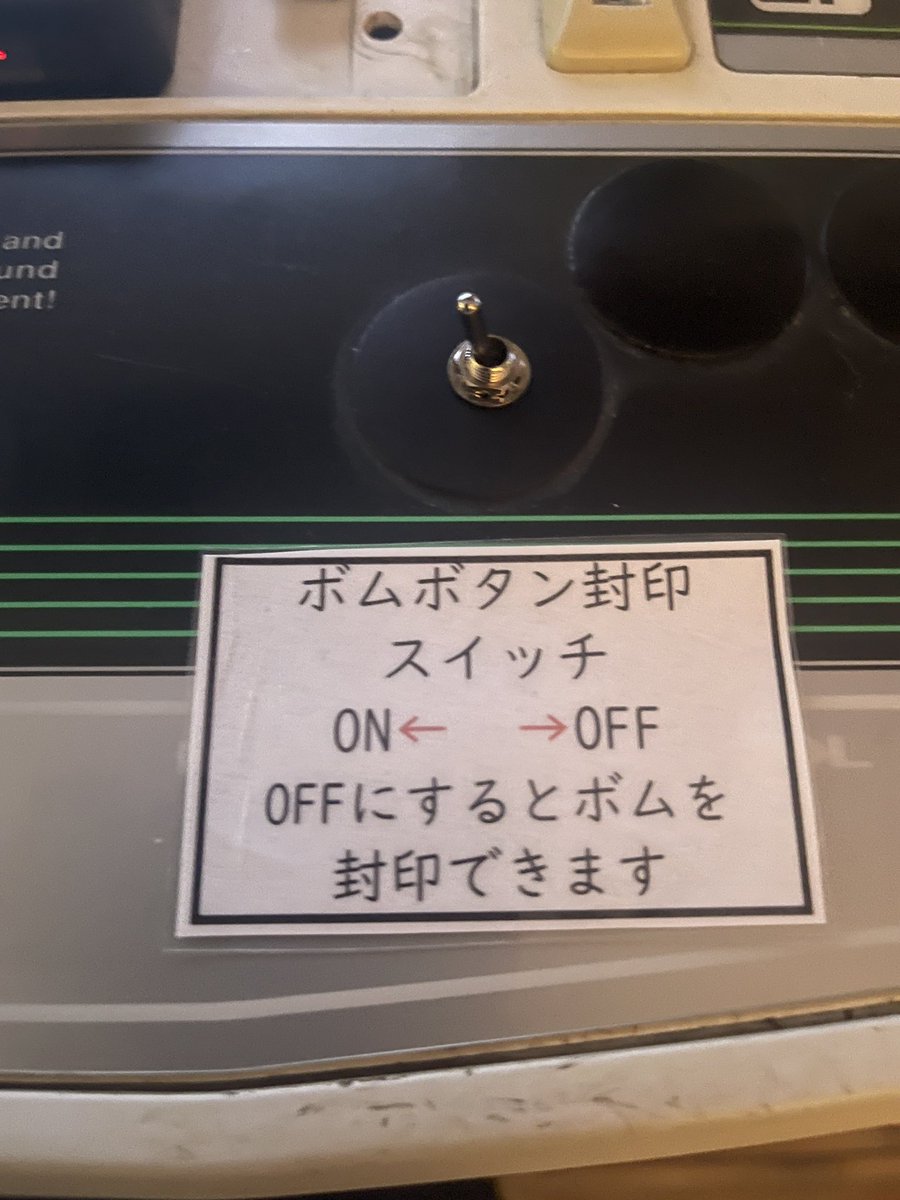 and
und
ent!
ボムボタン封印
スイッチ
ON← →OFF
OFFにするとボムを
封印できます